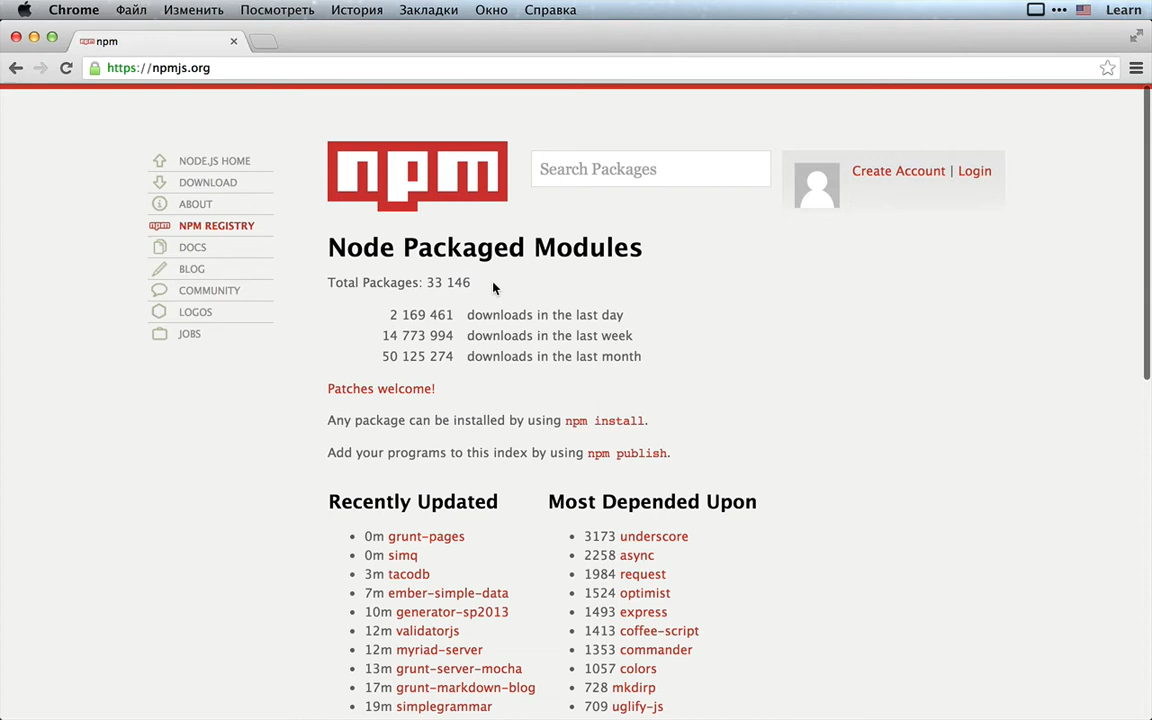 Chrome Файл Изменить Посмотреть История Закладки Окно Справка Learn
npm
https://npmjs.org
NODE.JS HOME
DOWNLOAD
ABOUT
npm NPM REGISTRY
DOCS
BLOG
COMMUNITY
LOGOS
JOBS
npm
Search Packages
Create Account | Login
Node Packaged Modules
Total Packages: 33 146
2 169 461 downloads in the last day
14 773 994 downloads in the last week
50 125 274 downloads in the last month
Patches welcome!
Any package can be installed by using npm install.
Add your programs to this index by using npm publish.
Recently Updated
• 0m grunt-pages
• 0m simq
• 3m tacodb
• 7m ember-simple-data
• 10m generator-sp2013
• 12m validatorjs
• 12m myriad-server
• 13m grunt-server-mocha
• 17m grunt-markdown-blog
• 19m simplegrammar
Most Depended Upon
• 3173 underscore
• 2258 async
• 1984 request
• 1524 optimist
• 1493 express
• 1413 coffee-script
• 1353 commander
• 1057 colors
• 728 mkdirp
• 709 uglify-js